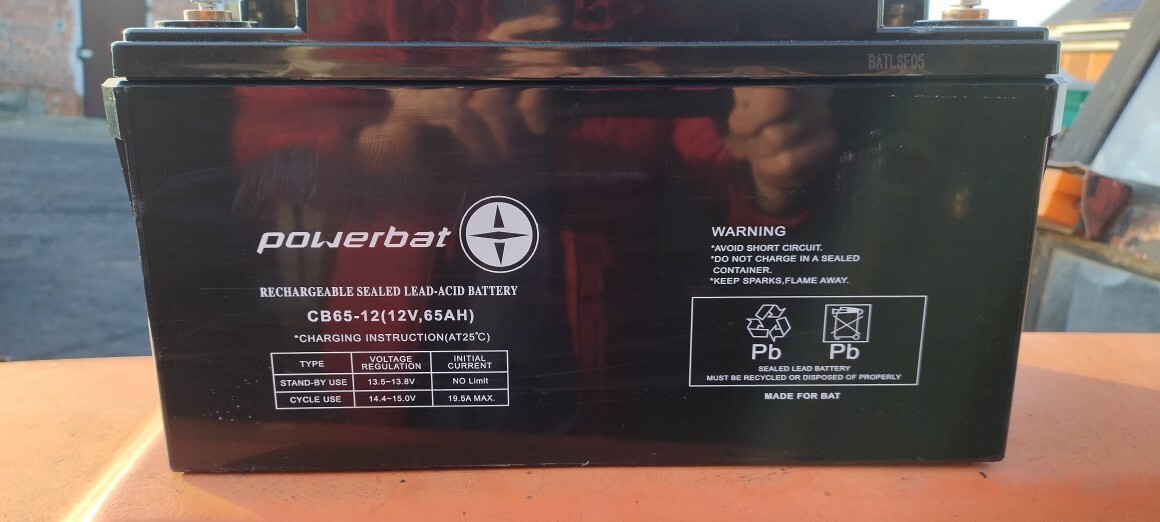 BATLSF05
powerbat
RECHARGEABLE SEALED LEAD-ACID BATTERY
CB65-12(12V,65AH)
*CHARGING INSTRUCTION(AT25℃)
TYPE VOLTAGE REGULATION INITIAL CURRENT
STAND-BY USE 13.5~13.8V NO Limit
CYCLE USE 14.4~15.0V 19.5A MAX.
WARNING
*AVOID SHORT CIRCUIT.
*DO NOT CHARGE IN A SEALED
CONTAINER.
*KEEP SPARKS,FLAME AWAY.
Pb Pb
SEALED LEAD BATTERY
MUST BE RECYCLED OR DISPOSED OF PROPERLY
MADE FOR BAT